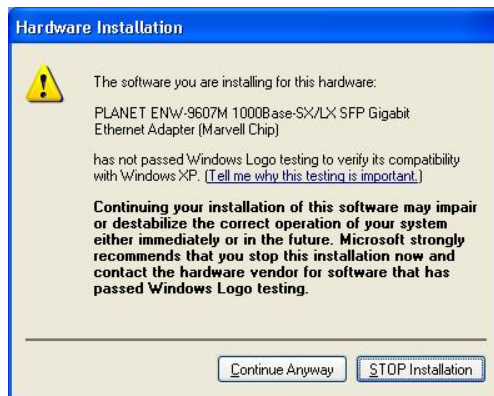 Hardware Installation
The software you are installing for this hardware:
PLANET ENW-9607M 1000Base-SX/LX SFP Gigabit
Ethernet Adapter (Marvell Chip)
has not passed Windows Logo testing to verify its compatibility
with Windows XP. (Tell me why this testing is important.)
Continuing your installation of this software may impair
or destabilize the correct operation of your system
either immediately or in the future. Microsoft strongly
recommends that you stop this installation now and
contact the hardware vendor for software that has
passed Windows Logo testing.
Continue Anyway STOP Installation